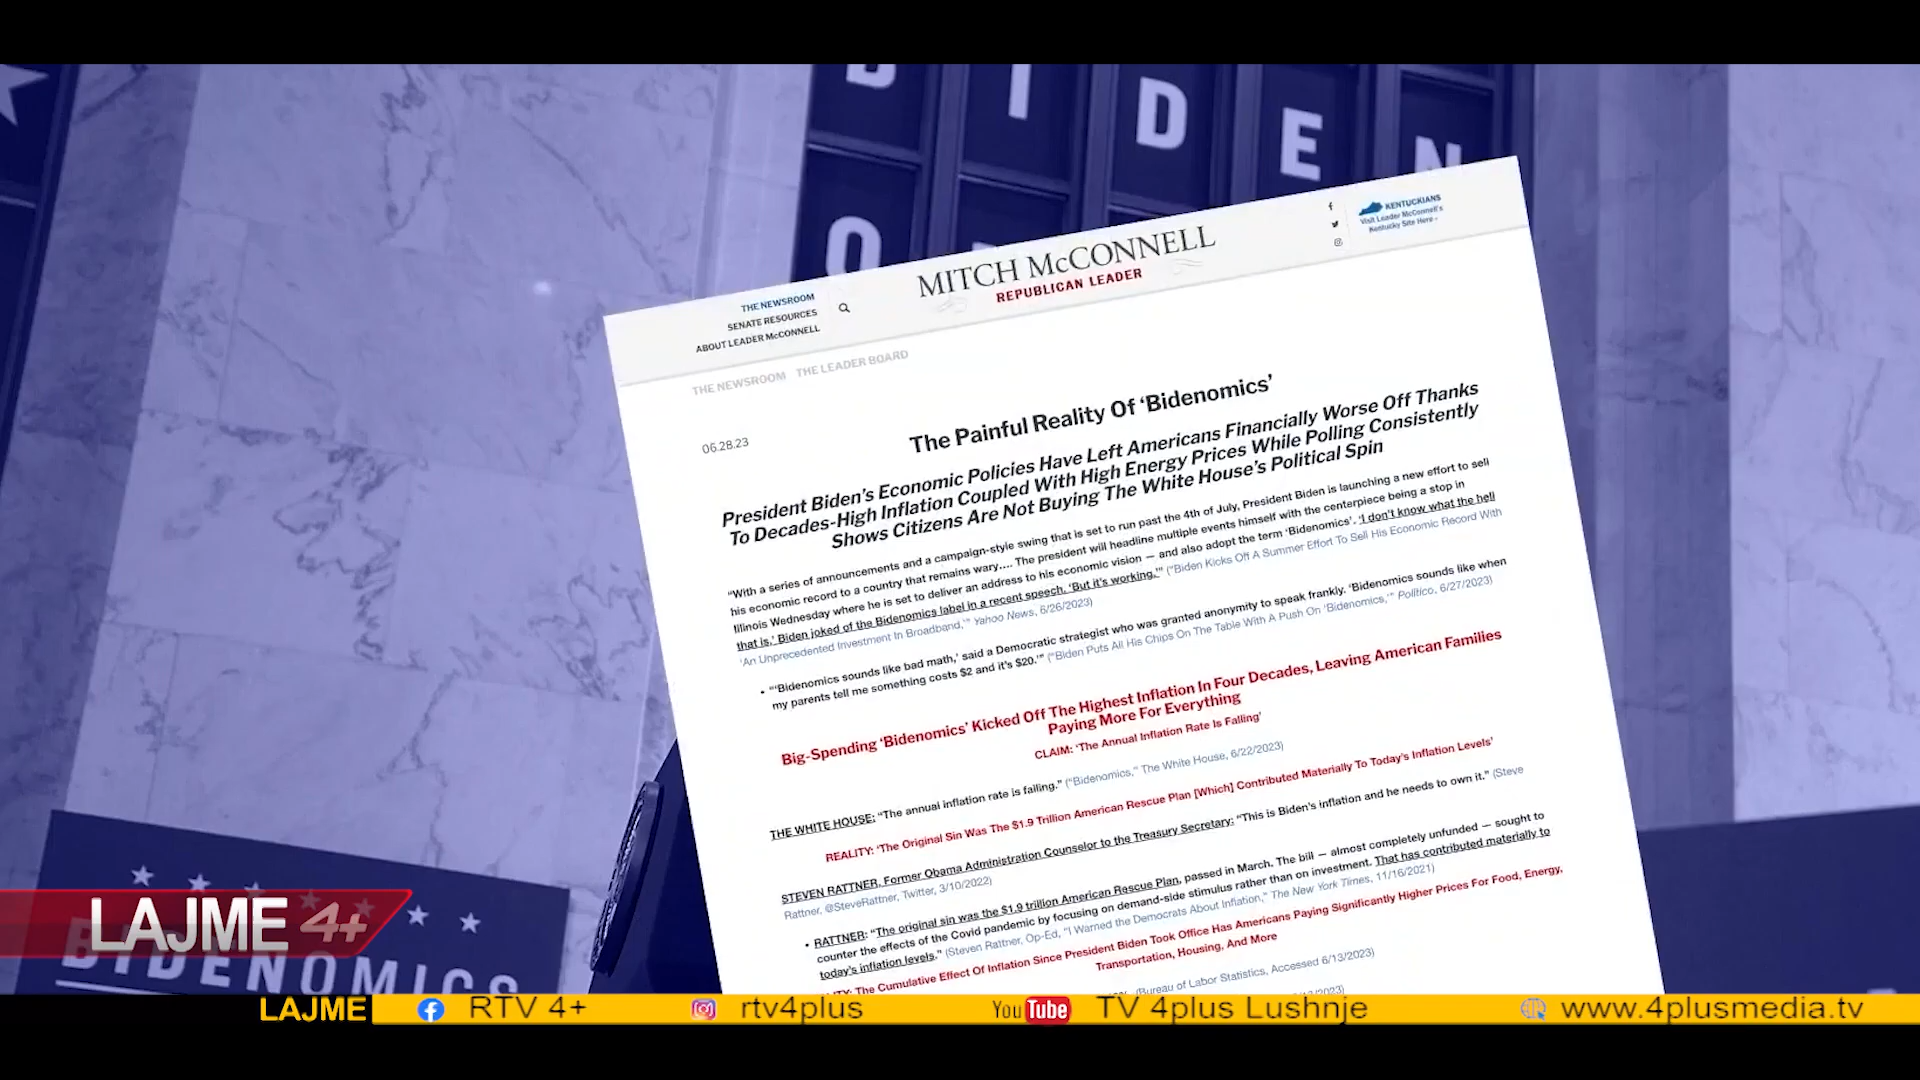 B I D E N
O
MITCH McCONNELL
REPUBLICAN LEADER
THE NEWSROOM
SENATE RESOURCES
ABOUT LEADER McCONNELL
KENTUCKIANS
Visit Leader McConnell's
Kentucky Site Here
THE NEWSROOM THE LEADER BOARD
06.28.23
The Painful Reality Of ‘Bidenomics’
President Biden’s Economic Policies Have Left Americans Financially Worse Off Thanks
To Decades-High Inflation Coupled With High Energy Prices While Polling Consistently
Shows Citizens Are Not Buying The White House’s Political Spin
“With a series of announcements and a campaign-style swing that is set to run past the 4th of July, President Biden is launching a new effort to sell
his economic record to a country that remains wary…. The president will headline multiple events himself with the centerpiece being a stop in
Illinois Wednesday where he is set to deliver an address to his economic vision — and also adopt the term ‘Bidenomics’. ‘I don’t know what the hell
that is,’ Biden joked of the Bidenomics label in a recent speech. ‘But it’s working.’” (“Biden Kicks Off A Summer Effort To Sell His Economic Record With
‘An Unprecedented Investment In Broadband,’” Yahoo News, 6/26/2023)
• “‘Bidenomics sounds like bad math,’ said a Democratic strategist who was granted anonymity to speak frankly. ‘Bidenomics sounds like when
my parents tell me something costs $2 and it’s $20.’” (“Biden Puts All His Chips On The Table With A Push On ‘Bidenomics,’” Politico, 6/27/2023)
Big-Spending ‘Bidenomics’ Kicked Off The Highest Inflation In Four Decades, Leaving American Families
Paying More For Everything
CLAIM: ‘The Annual Inflation Rate Is Falling’
THE WHITE HOUSE: “The annual inflation rate is falling.” (“Bidenomics,” The White House, 6/22/2023)
REALITY: ‘The Original Sin Was The $1.9 Trillion American Rescue Plan [Which] Contributed Materially To Today’s Inflation Levels’
STEVEN RATTNER, Former Obama Administration Counselor to the Treasury Secretary: “This is Biden’s inflation and he needs to own it.” (Steve
Rattner, @SteveRattner, Twitter, 3/10/2022)
• RATTNER: “The original sin was the $1.9 trillion American Rescue Plan, passed in March. The bill — almost completely unfunded — sought to
counter the effects of the Covid pandemic by focusing on demand-side stimulus rather than on investment. That has contributed materially to
today’s inflation levels.” (Steven Rattner, Op-Ed, “I Warned the Democrats About Inflation,” The New York Times, 11/16/2021)
The Cumulative Effect Of Inflation Since President Biden Took Office Has Americans Paying Significantly Higher Prices For Food, Energy,
Transportation, Housing, And More
(Bureau of Labor Statistics, Accessed 6/13/2023)
LAJME 4+
BIDENOMICS
LAJME RTV 4+ rtv4plus YouTube TV 4plus Lushnje www.4plusmedia.tv